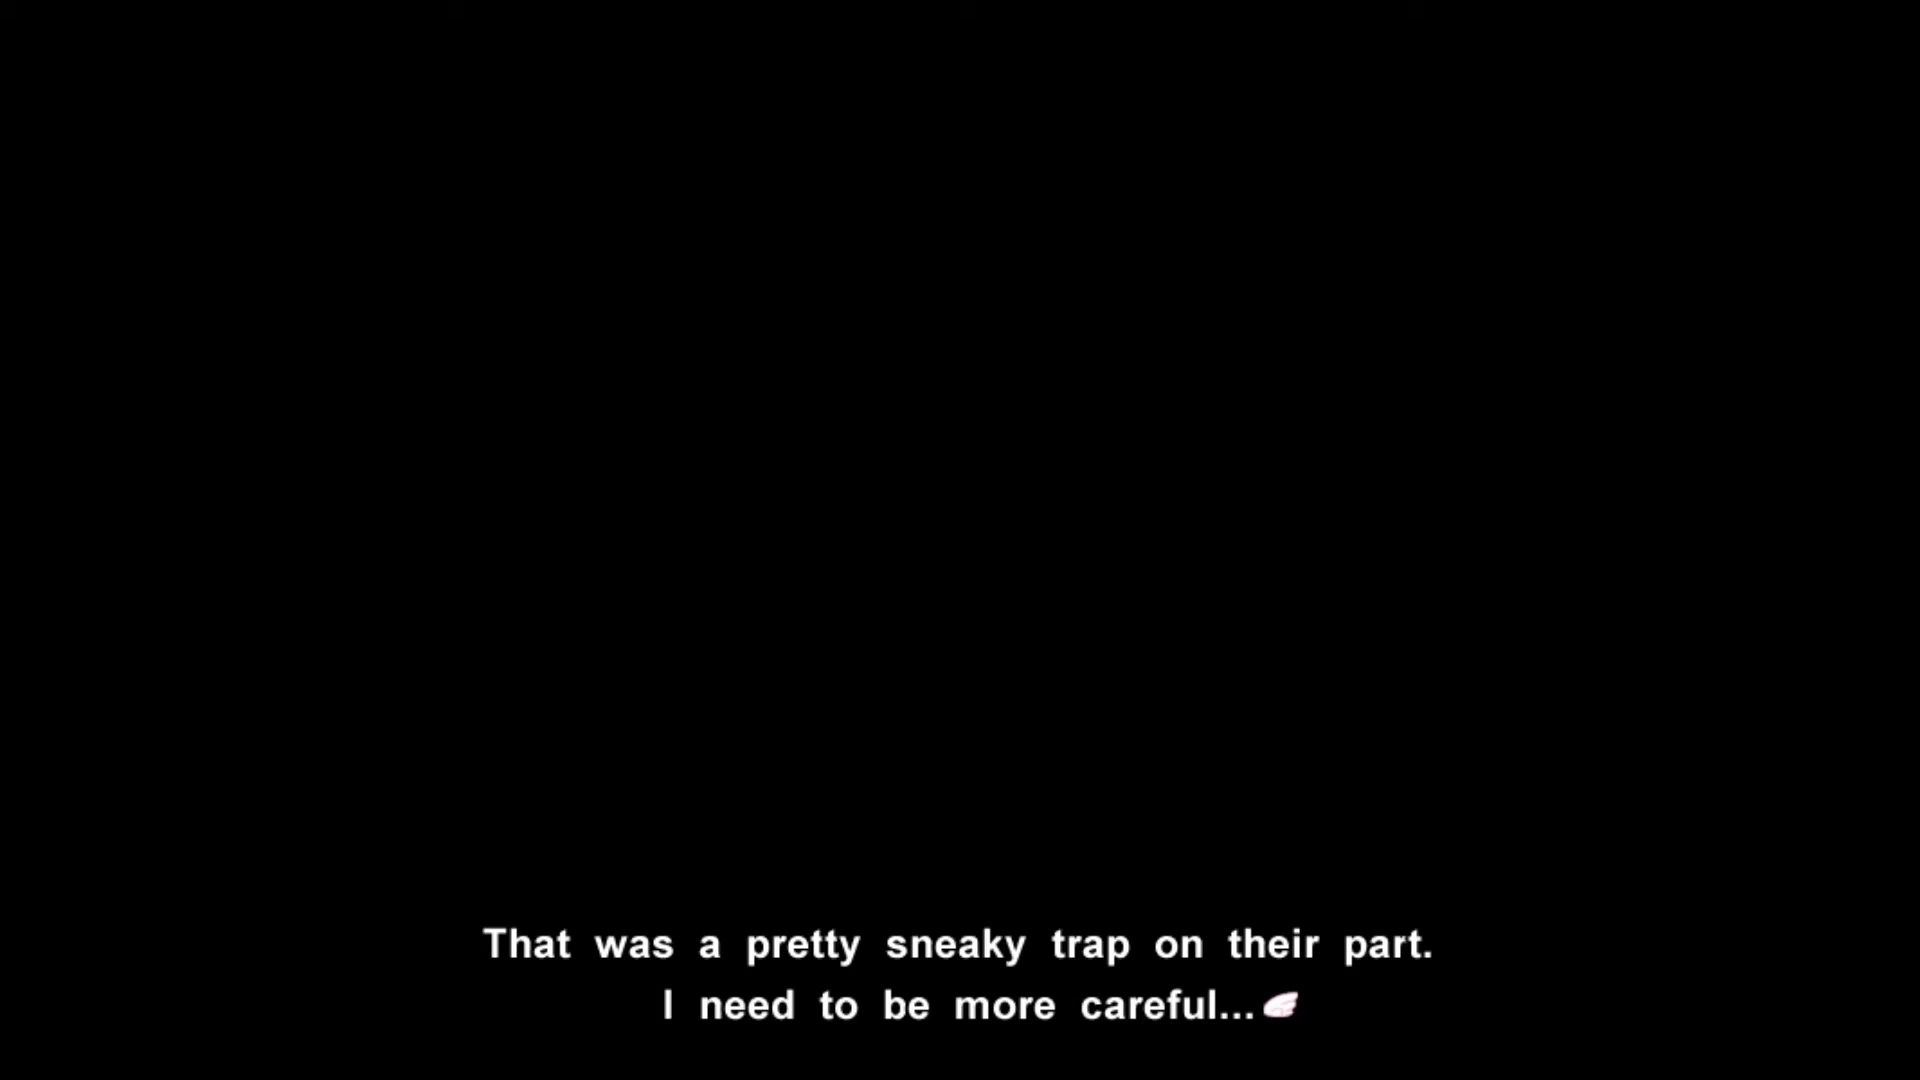 That was a pretty sneaky trap on their part.
I need to be more careful...